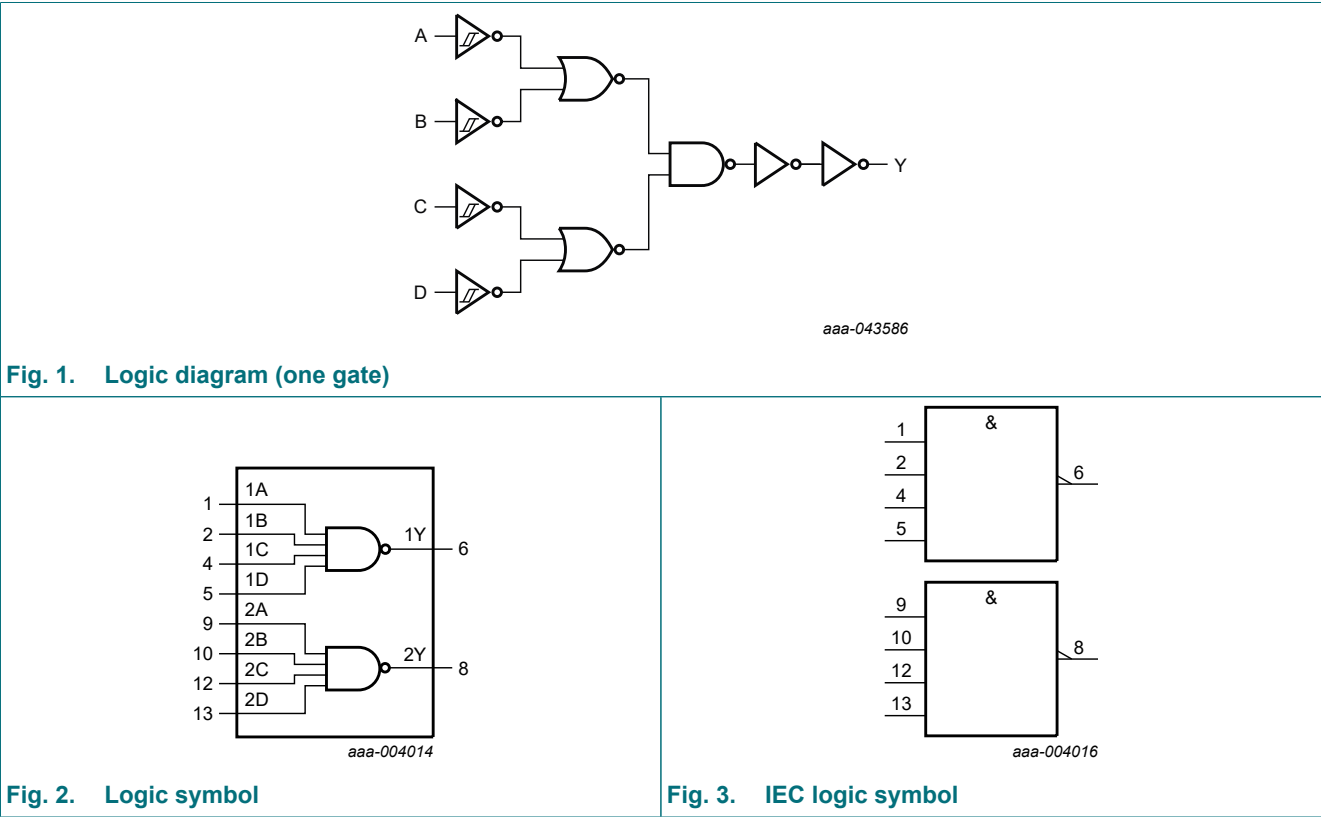 A
B
C
D
Y
aaa-043586
Fig. 1. Logic diagram (one gate)
1 1A
2 1B
4 1C
5 1D
9 2A
10 2B
12 2C
13 2D
1Y 6
2Y 8
aaa-004014
Fig. 2. Logic symbol
&
1
2
4
5
6
&
9
10
12
13
8
aaa-004016
Fig. 3. IEC logic symbol